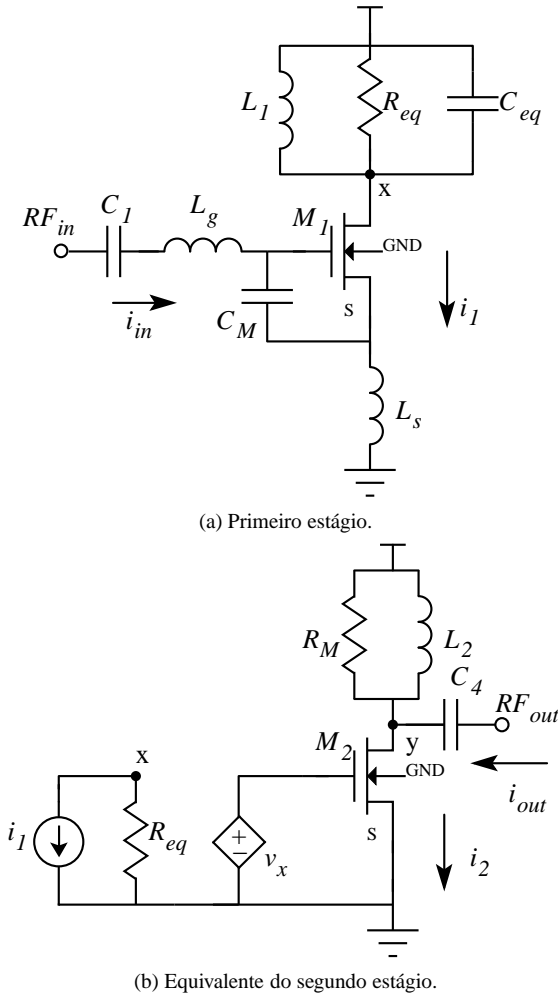 L1
Req
Ceq
x
RFin
C1
Lg
M1
GND
iin
CM
s
i1
Ls
(a) Primeiro estágio.
RM
L2
C4
RFout
M2
y
GND
iout
x
i1
Req
+
−
vx
s
i2
(b) Equivalente do segundo estágio.